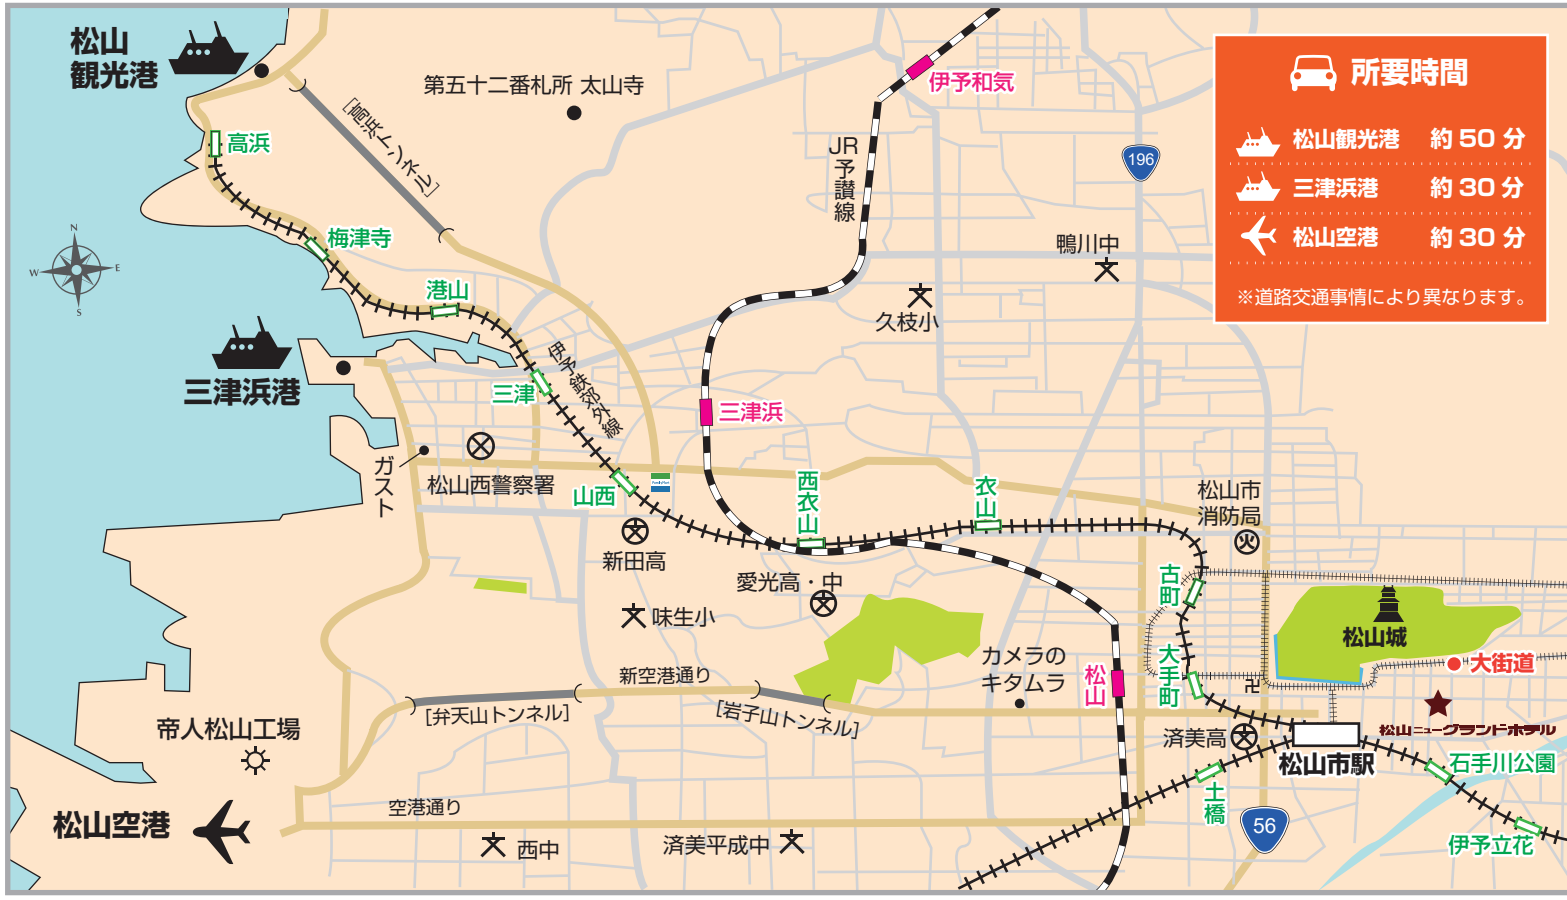 松山
観光港
第五十二番札所 太山寺
伊予和気
所要時間
松山観光港 約50分
三津浜港 約30分
松山空港 約30分
※道路交通事情により異なります。
高浜
[高浜トンネル]
JR予讃線
196
梅津寺
鴨川中
N
W
E
S
港山
久枝小
三津浜港
三津
伊予鉄郊外線
三津浜
ガスト
松山西警察署
山西
FamilyMart
西衣山
衣山
松山市
消防局
火
新田高
愛光高・中
古町
味生小
松山城
カメラの
キタムラ
松山
大手町
卍
大街道
新空港通り
[弁天山トンネル]
[岩子山トンネル]
帝人松山工場
済美高
松山ニューグランドホテル
松山市駅
石手川公園
松山空港
空港通り
土橋
56
西中
済美平成中
伊予立花